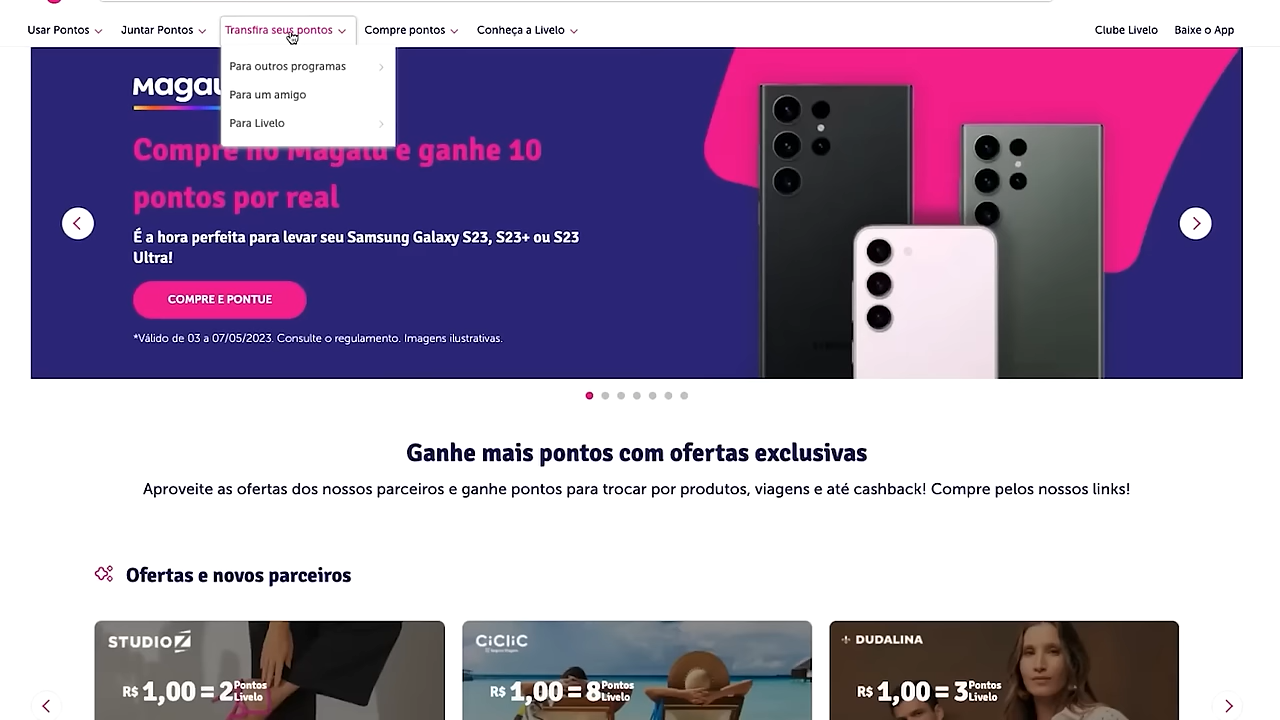 Usar Pontos
Juntar Pontos
Transfira seus pontos
Compre pontos
Conheça a Livelo
Clube Livelo
Baixe o App
Para outros programas
Para um amigo
Para Livelo
Magalu
Compre no Magalu e ganhe 10
pontos por real
É a hora perfeita para levar seu Samsung Galaxy S23, S23+ ou S23
Ultra!
COMPRE E PONTUE
*Válido de 03 a 07/05/2023. Consulte o regulamento. Imagens ilustrativas.
Ganhe mais pontos com ofertas exclusivas
Aproveite as ofertas dos nossos parceiros e ganhe pontos para trocar por produtos, viagens e até cashback! Compre pelos nossos links!
Ofertas e novos parceiros
STUDIO Z
R$ 1,00 = 2 Pontos Livelo
CiCLiC
R$ 1,00 = 8 Pontos Livelo
DUDALINA
R$ 1,00 = 3 Pontos Livelo